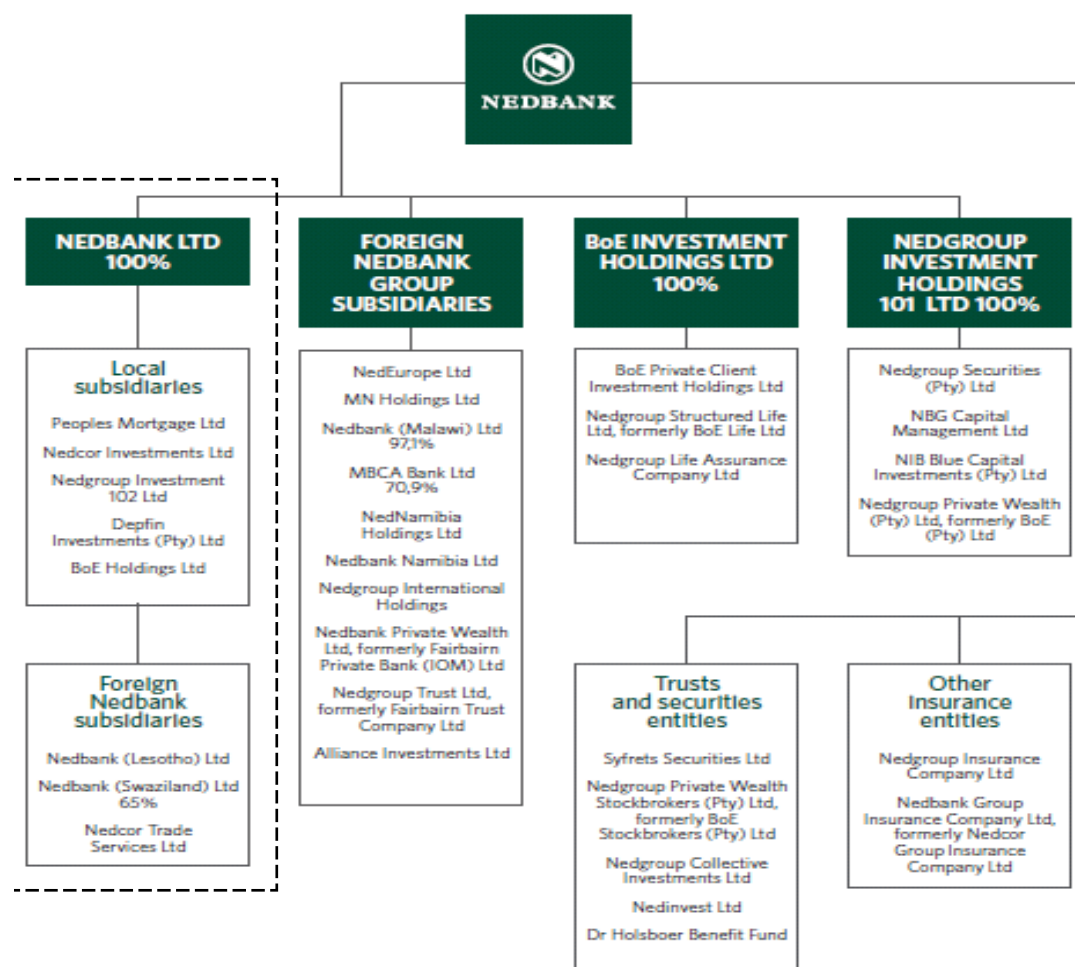 NEDBANK
NEDBANK LTD
100%
Local
subsidiaries
Peoples Mortgage Ltd
Nedcor Investments Ltd
Nedgroup Investment
102 Ltd
Depfin
Investments (Pty) Ltd
BoE Holdings Ltd
Foreign
Nedbank
subsidiaries
Nedbank (Lesotho) Ltd
Nedbank (Swaziland) Ltd
65%
Nedcor Trade
Services Ltd
FOREIGN
NEDBANK
GROUP
SUBSIDIARIES
NedEurope Ltd
MN Holdings Ltd
Nedbank (Malawi) Ltd
97,1%
MBCA Bank Ltd
70,9%
NedNamibia
Holdings Ltd
Nedbank Namibia Ltd
Nedgroup International
Holdings
Nedbank Private Wealth
Ltd, formerly Fairbairn
Private Bank (IOM) Ltd
Nedgroup Trust Ltd,
formerly Fairbairn Trust
Company Ltd
Alliance Investments Ltd
BoE INVESTMENT
HOLDINGS LTD
100%
BoE Private Client
Investment Holdings Ltd
Nedgroup Structured Life
Ltd, formerly BoE Life Ltd
Nedgroup Life Assurance
Company Ltd
NEDGROUP
INVESTMENT
HOLDINGS
101 LTD 100%
Nedgroup Securities
(Pty) Ltd
NBG Capital
Management Ltd
NIB Blue Capital
Investments (Pty) Ltd
Nedgroup Private Wealth
(Pty) Ltd, formerly BoE
(Pty) Ltd
Trusts
and securities
entities
Syfrets Securities Ltd
Nedgroup Private Wealth
Stockbrokers (Pty) Ltd,
formerly BoE
Stockbrokers (Pty) Ltd
Nedgroup Collective
Investments Ltd
Nedinvest Ltd
Dr Holsboer Benefit Fund
Other
insurance
entities
Nedgroup Insurance
Company Ltd
Nedbank Group
Insurance Company Ltd,
formerly Nedcor
Group Insurance
Company Ltd